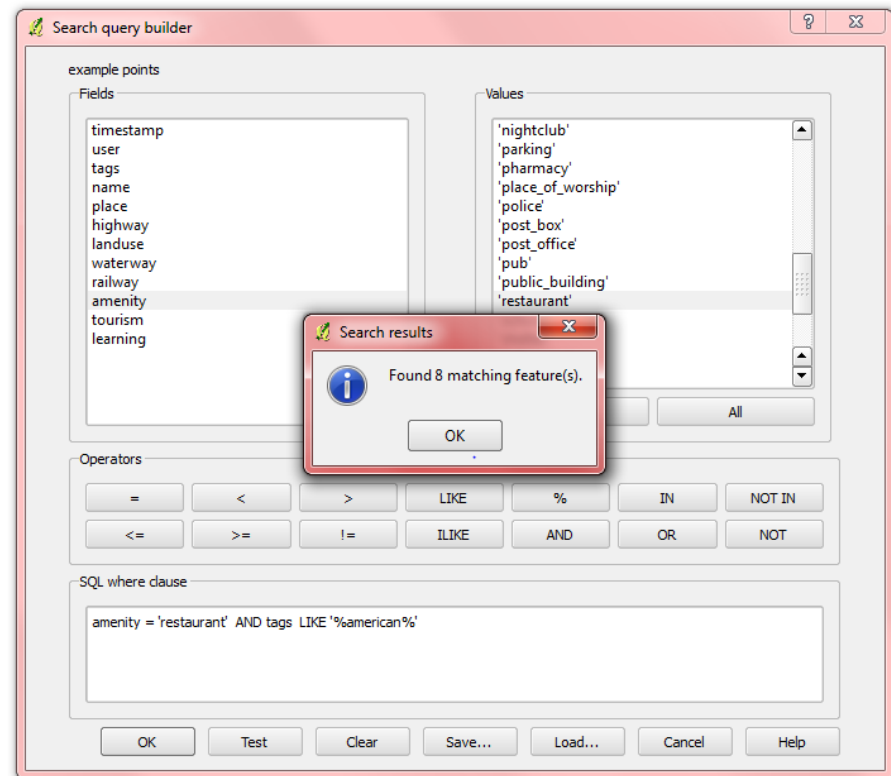 Search query builder
example points
Fields
timestamp
user
tags
name
place
highway
landuse
waterway
railway
amenity
tourism
learning
Values
'nightclub'
'parking'
'pharmacy'
'place_of_worship'
'police'
'post_box'
'post_office'
'pub'
'public_building'
'restaurant'
All
Search results
Found 8 matching feature(s).
OK
Operators
= < > LIKE % IN NOT IN
<= >= != ILIKE AND OR NOT
SQL where clause
amenity = 'restaurant' AND tags LIKE '%american%'
OK Test Clear Save... Load... Cancel Help